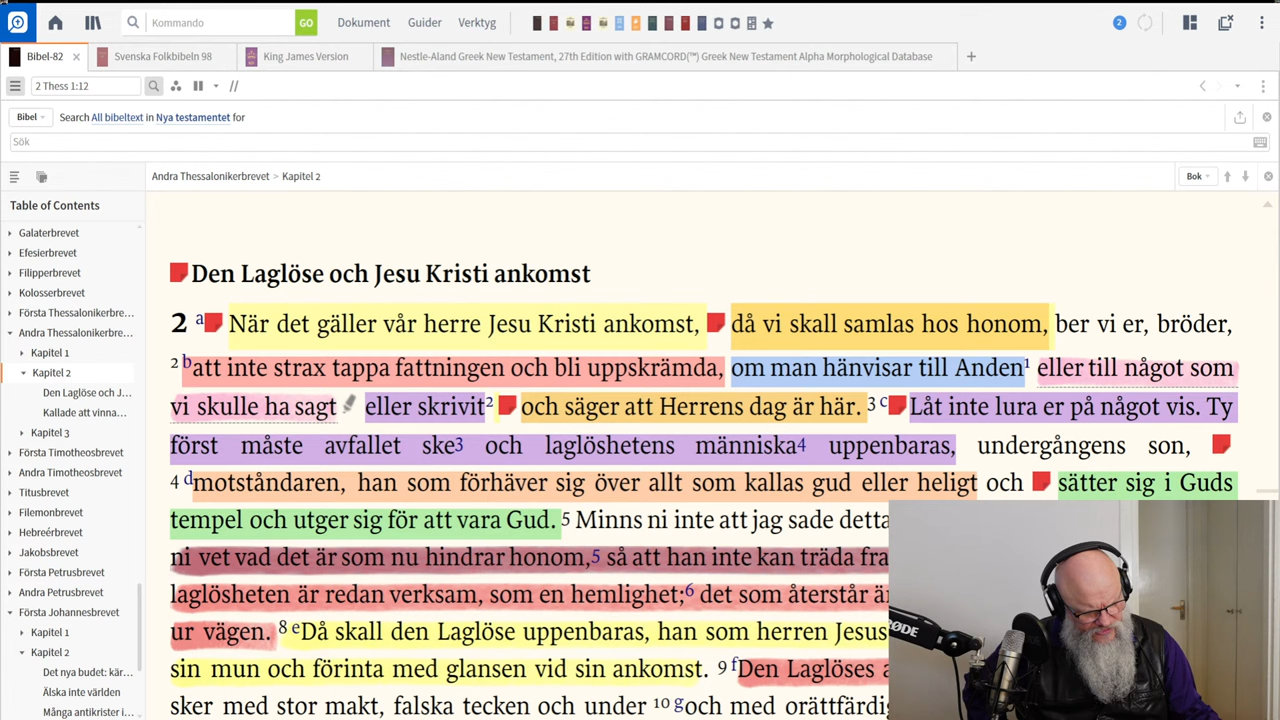 Kommando
GO
Dokument
Guider
Verktyg
2
Bibel-82
Svenska Folkbibeln 98
King James Version
Nestle-Aland Greek New Testament, 27th Edition with GRAMCORD(™) Greek New Testament Alpha Morphological Database
2 Thess 1:12
Bibel
Search All bibeltext in Nya testamentet for
Sök
Andra Thessalonikerbrevet > Kapitel 2
Bok
Table of Contents
Galaterbrevet
Efesierbrevet
Filipperbrevet
Kolosserbrevet
Första Thessalonikerbre...
Andra Thessalonikerbre...
Kapitel 1
Kapitel 2
Den Laglöse och J...
Kallade att vinna...
Kapitel 3
Första Timotheosbrevet
Andra Timotheosbrevet
Titusbrevet
Filemonbrevet
Hebreérbrevet
Jakobsbrevet
Första Petrusbrevet
Andra Petrusbrevet
Första Johannesbrevet
Kapitel 1
Kapitel 2
Det nya budet: kär...
Älska inte världen
Många antikrister i...
Den Laglöse och Jesu Kristi ankomst
2 a När det gäller vår herre Jesu Kristi ankomst, då vi skall samlas hos honom, ber vi er, bröder,
2 b att inte strax tappa fattningen och bli uppskrämda, om man hänvisar till Anden1 eller till något som
vi skulle ha sagt eller skrivit2 och säger att Herrens dag är här. 3 c Låt inte lura er på något vis. Ty
först måste avfallet ske3 och laglöshetens människa4 uppenbaras, undergångens son,
4 d motståndaren, han som förhäver sig över allt som kallas gud eller heligt och sätter sig i Guds
tempel och utger sig för att vara Gud. 5 Minns ni inte att jag sade detta
ni vet vad det är som nu hindrar honom,5 så att han inte kan träda fra
laglösheten är redan verksam, som en hemlighet;6 det som återstår är
ur vägen. 8 e Då skall den Laglöse uppenbaras, han som herren Jesus
sin mun och förinta med glansen vid sin ankomst. 9 f Den Laglöses a
sker med stor makt, falska tecken och under 10 g och med orättfärdig
RØDE